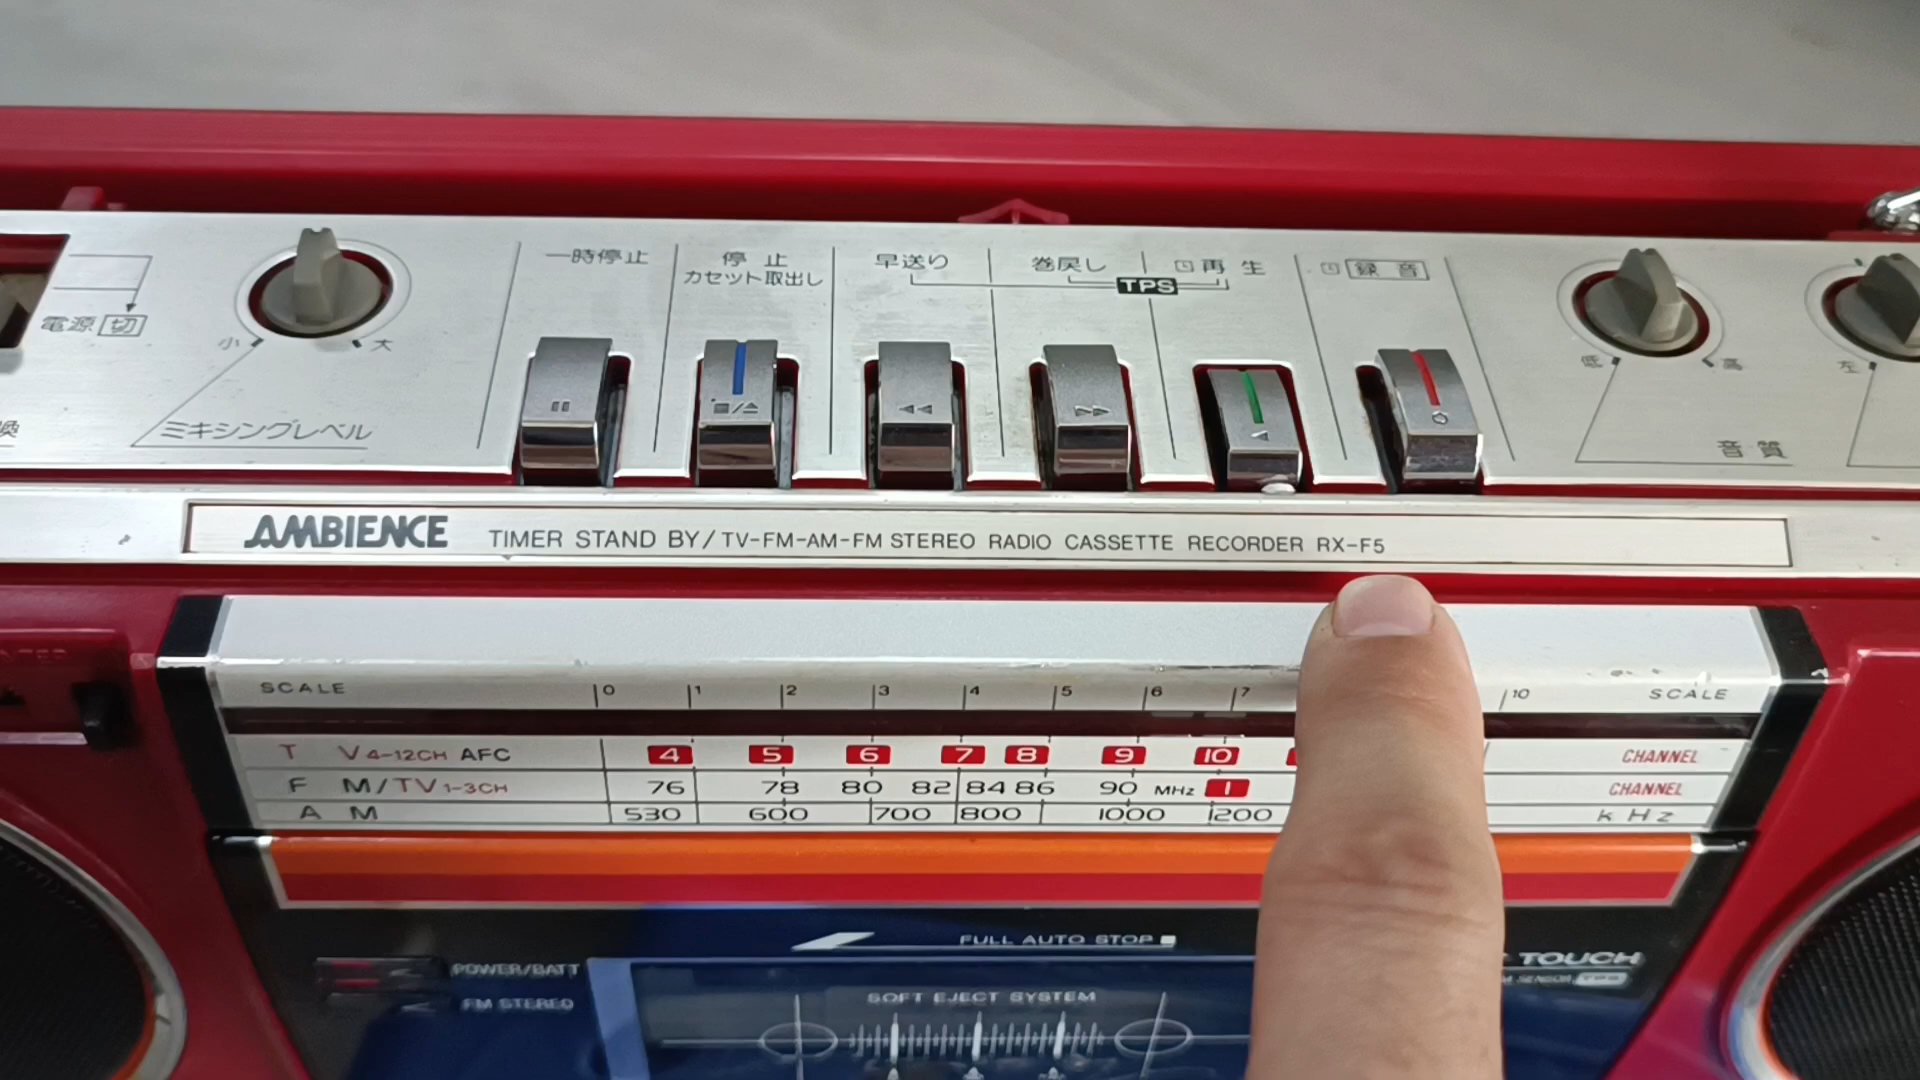 一時停止
停止
カセット取出し
早送り
巻戻し
再生
録音
TPS
電源 切
小
大
ミキシングレベル
換
低
高
音質
左
AMBIENCE TIMER STAND BY/TV-FM-AM-FM STEREO RADIO CASSETTE RECORDER RX-F5
SCALE 0 1 2 3 4 5 6 7 10 SCALE
TV 4-12CH AFC 4 5 6 7 8 9 10 CHANNEL
FM/TV 1-3CH 76 78 80 82 84 86 90 MHz 1 CHANNEL
AM 530 600 700 800 1000 1200 kHz
FULL AUTO STOP
TOUCH
SENSOR TPS
POWER/BATT
FM STEREO
SOFT EJECT SYSTEM